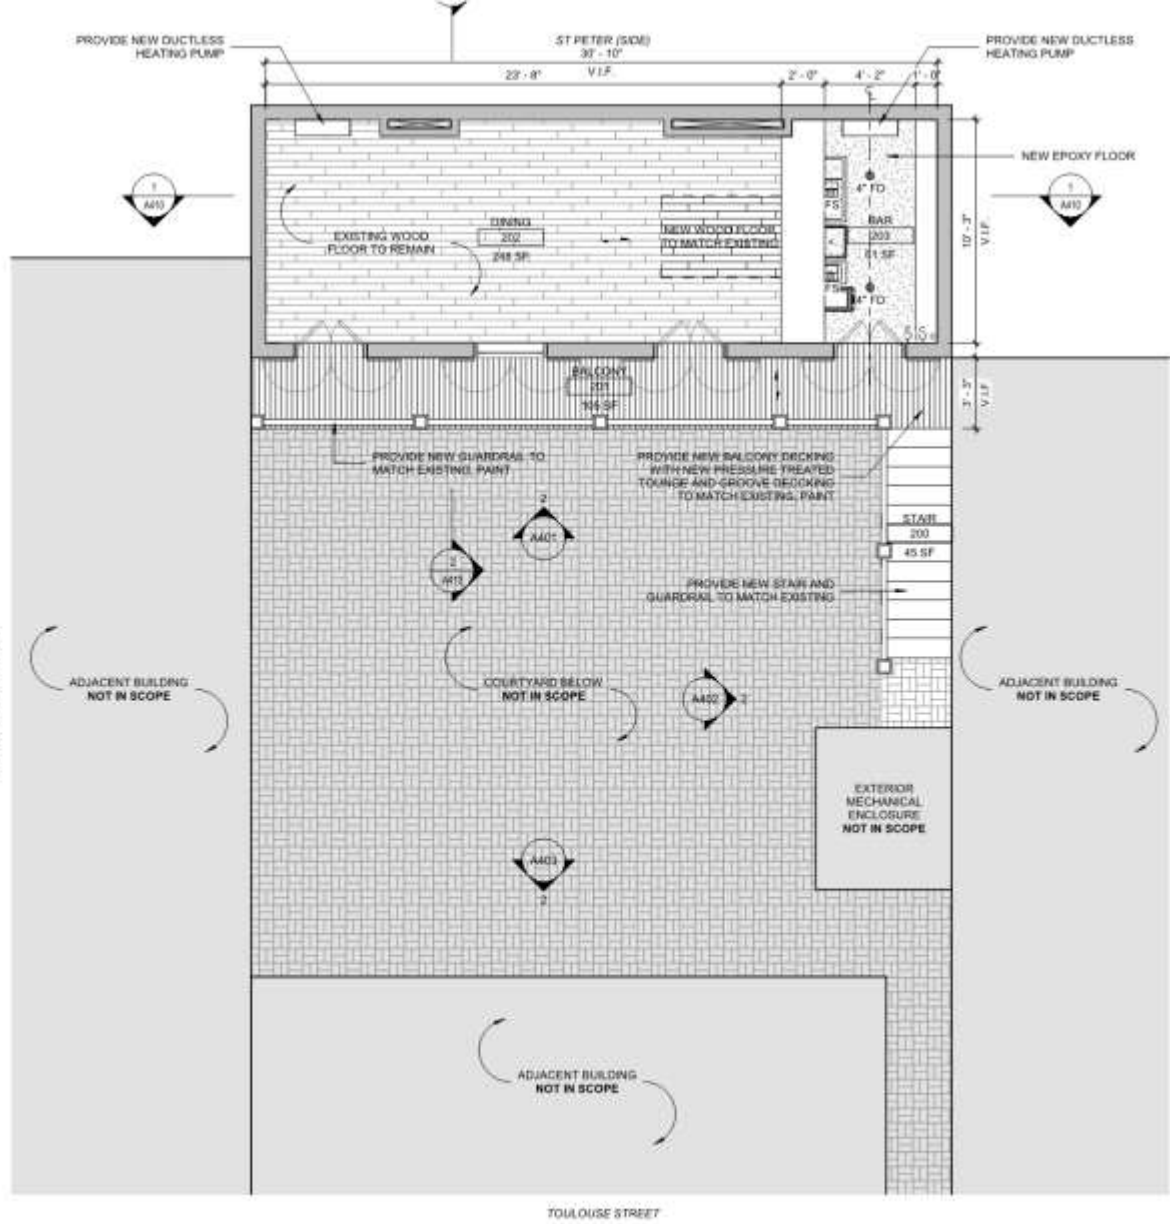 PROVIDE NEW DUCTLESS
HEATING PUMP
ST PETER (SIDE)
30' - 10"
V.I.F.
PROVIDE NEW DUCTLESS
HEATING PUMP
23' - 8"
2' - 0"
4' - 2"
1' - 0"
NEW EPOXY FLOOR
1
A410
1
A410
4" FD
FS
BAR
203
61 SF
FS
4" FD
10' - 3"
V.I.F.
DINING
202
248 SF
EXISTING WOOD
FLOOR TO REMAIN
NEW WOOD FLOOR
TO MATCH EXISTING
BALCONY
201
105 SF
3' - 3"
V.I.F.
PROVIDE NEW GUARDRAIL TO
MATCH EXISTING, PAINT
PROVIDE NEW BALCONY DECKING
WITH NEW PRESSURE TREATED
TOUNGE AND GROOVE DECCKING
TO MATCH EXISTING, PAINT
2
A401
STAIR
200
45 SF
2
PROVIDE NEW STAIR AND
GUARDRAIL TO MATCH EXISTING
ADJACENT BUILDING
NOT IN SCOPE
COURTYARD BELOW
NOT IN SCOPE
A402
2
ADJACENT BUILDING
NOT IN SCOPE
EXTERIOR
MECHANICAL
ENCLOSURE
NOT IN SCOPE
A403
2
ADJACENT BUILDING
NOT IN SCOPE
TOULOUSE STREET